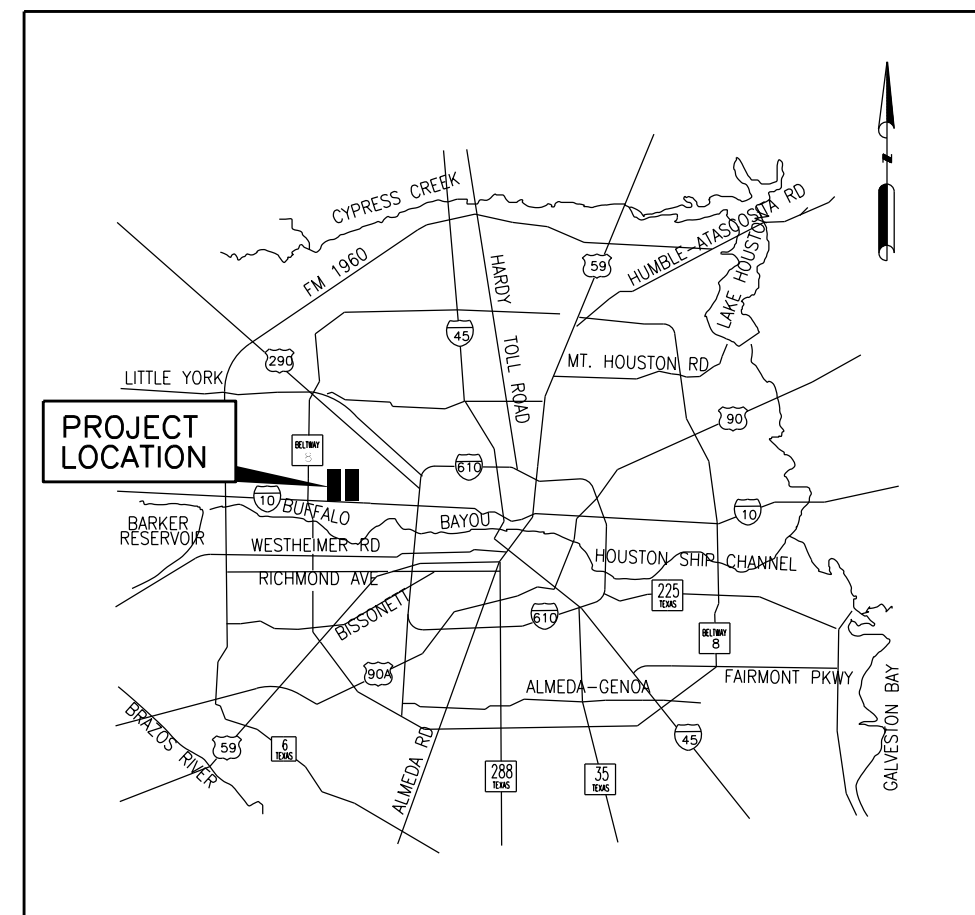 N
CYPRESS CREEK
HUMBLE-ATASCOSITA RD
FM 1960
HARDY
59
LAKE HOUSTON
45
290
TOLL ROAD
MT. HOUSTON RD
LITTLE YORK
90
PROJECT
LOCATION
BELTWAY
8
610
10
BUFFALO
BAYOU
10
BARKER
RESERVOIR
WESTHEIMER RD
HOUSTON SHIP CHANNEL
RICHMOND AVE
225
TEXAS
BISSONETT
610
BELTWAY
8
90A
FAIRMONT PKWY
ALMEDA-GENOA
BRAZOS RIVER
59
6
TEXAS
ALMEDA RD
45
GALVESTON BAY
288
TEXAS
35
TEXAS